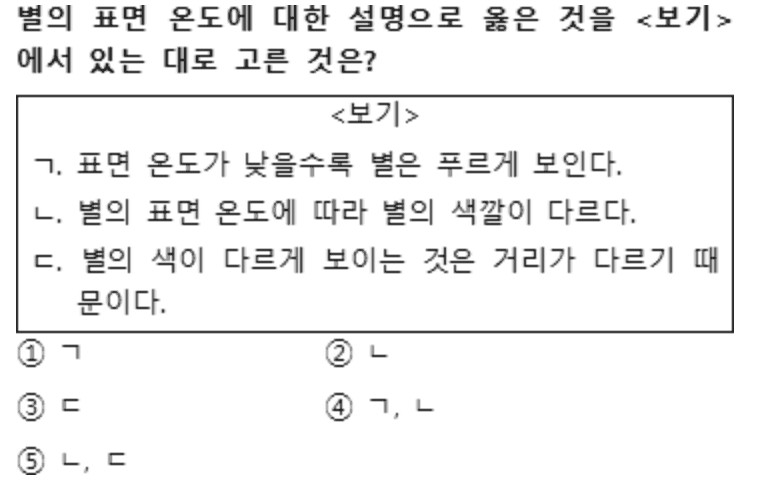 별의 표면 온도에 대한 설명으로 옳은 것을 <보기>
에서 있는 대로 고른 것은?
<보기>
ㄱ. 표면 온도가 낮을수록 별은 푸르게 보인다.
ㄴ. 별의 표면 온도에 따라 별의 색깔이 다르다.
ㄷ. 별의 색이 다르게 보이는 것은 거리가 다르기 때
문이다.
① ㄱ ② ㄴ
③ ㄷ ④ ㄱ, ㄴ
⑤ ㄴ, ㄷ